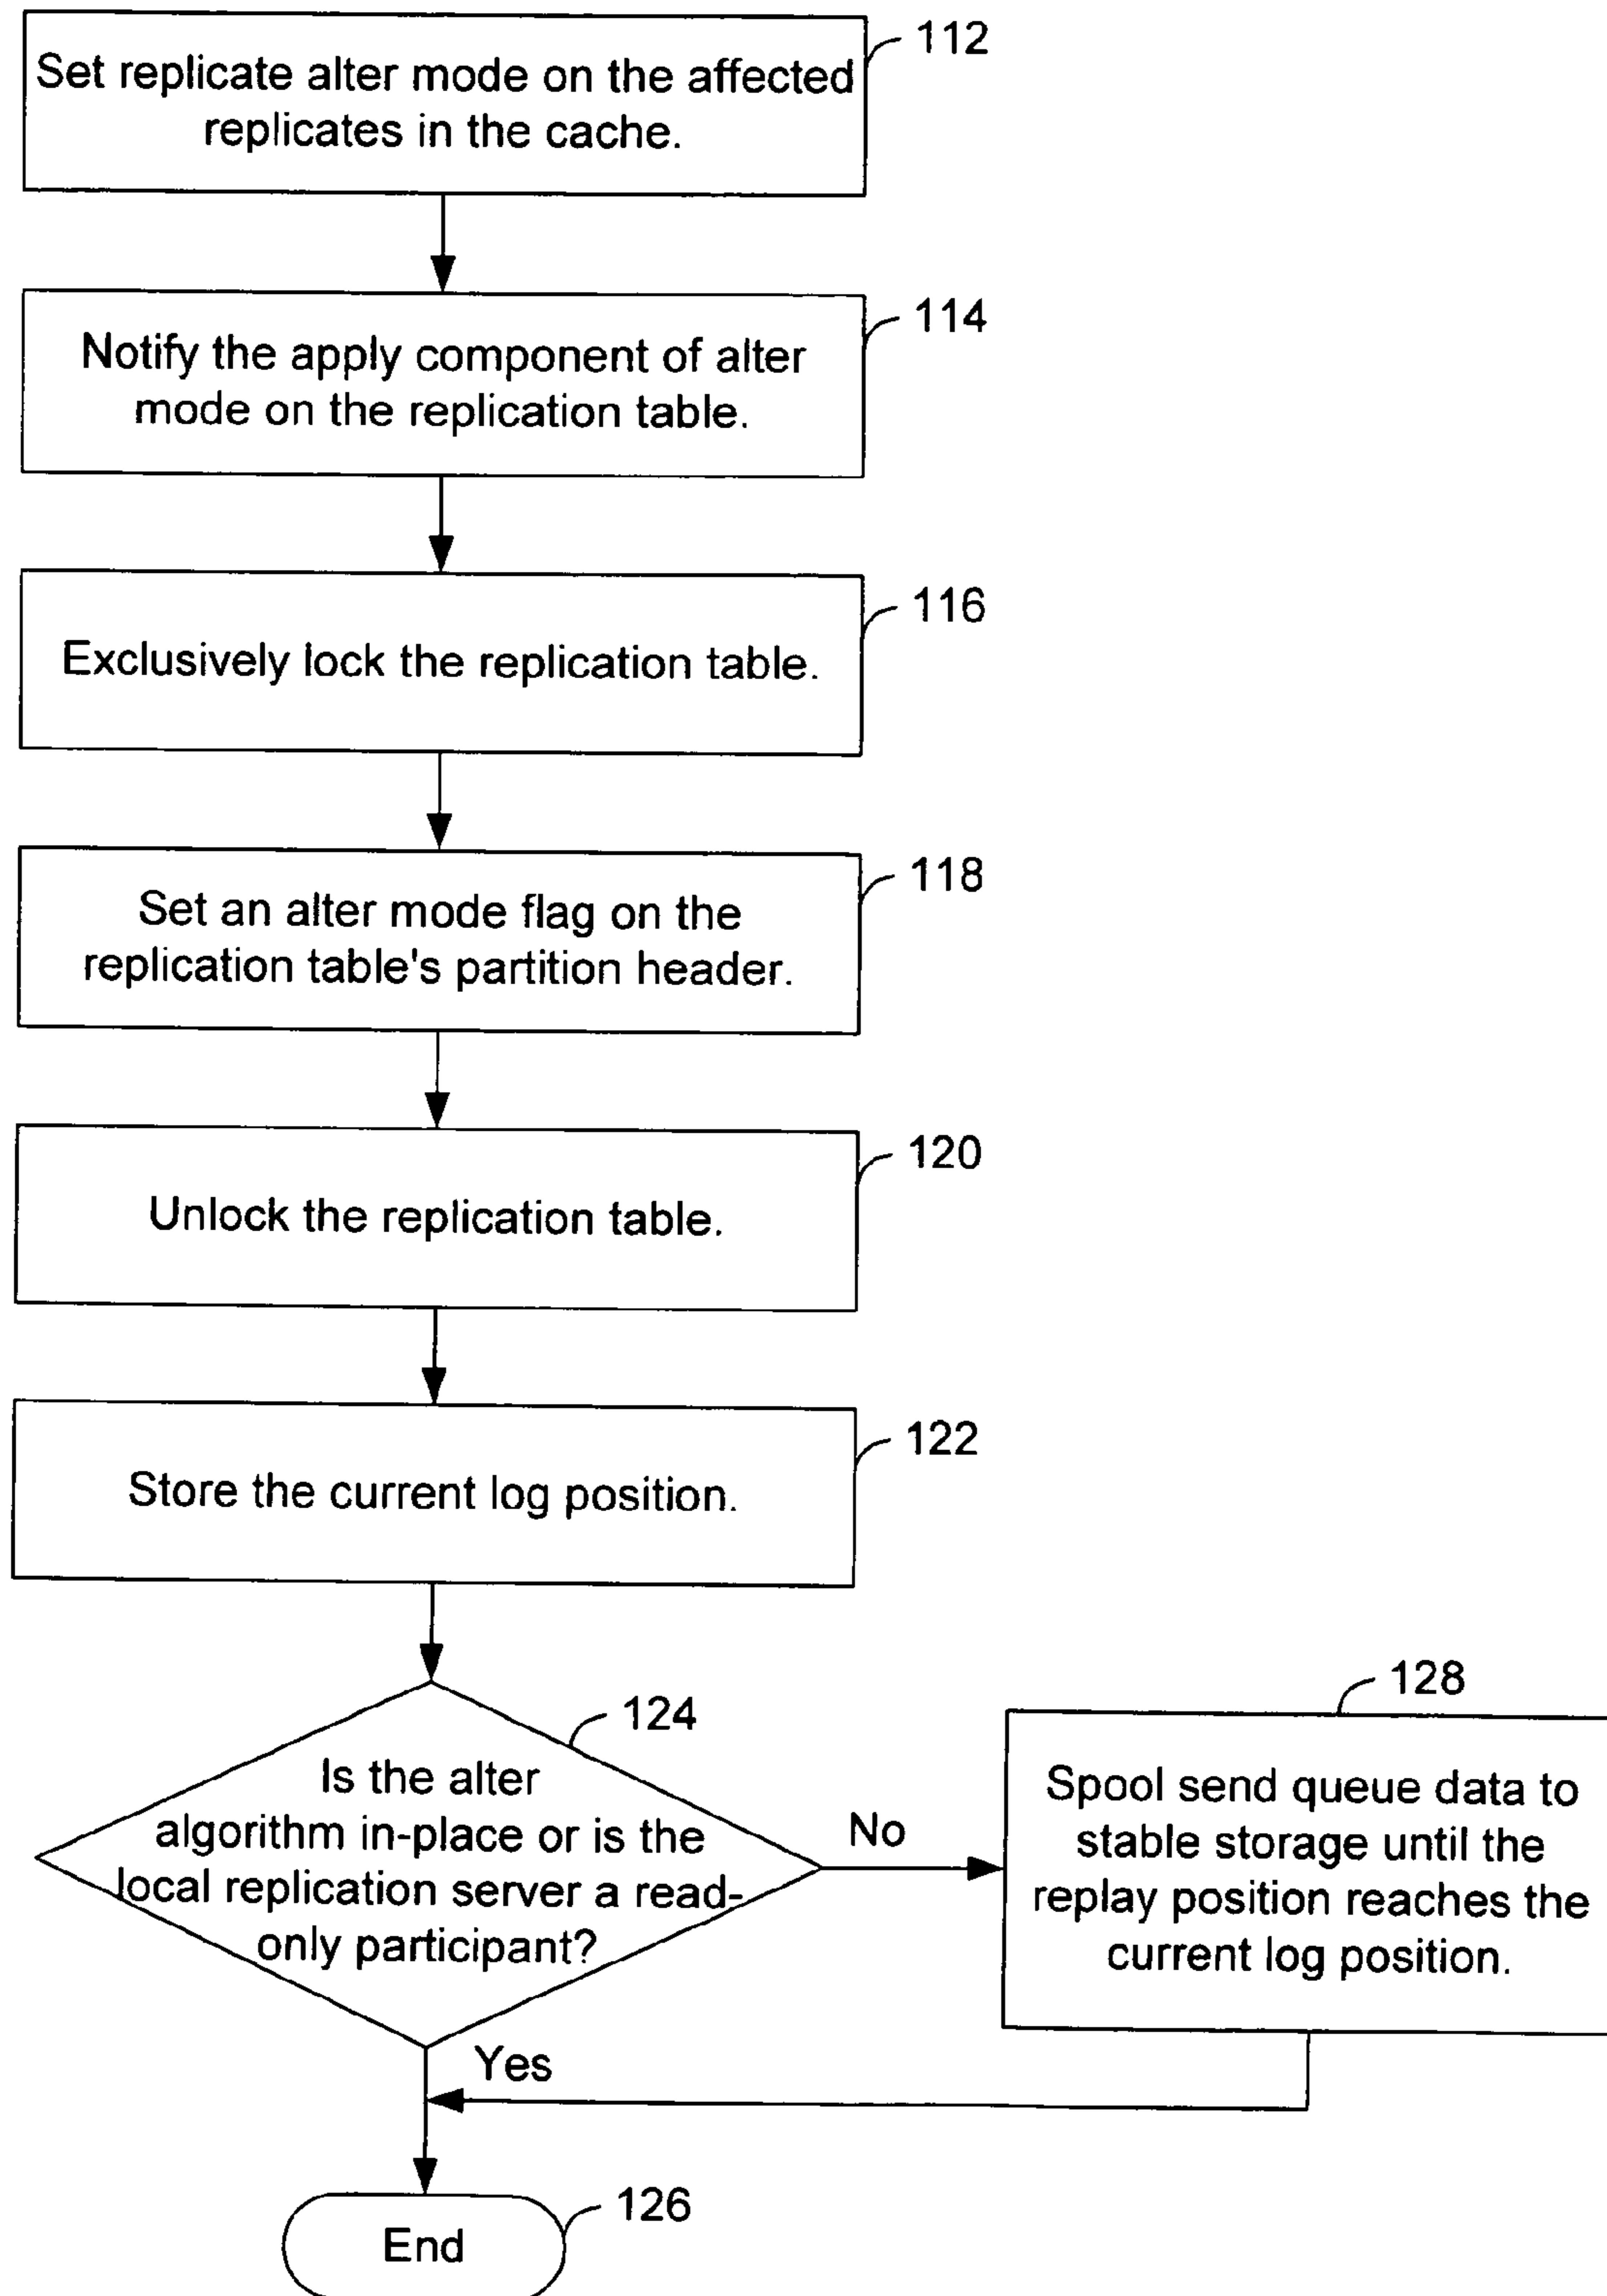 112
Set replicate alter mode on the affected
replicates in the cache.
114
Notify the apply component of alter
mode on the replication table.
116
Exclusively lock the replication table.
118
Set an alter mode flag on the
replication table's partition header.
120
Unlock the replication table.
122
Store the current log position.
124
Is the alter
algorithm in-place or is the
local replication server a read-
only participant?
No
128
Spool send queue data to
stable storage until the
replay position reaches the
current log position.
Yes
126
End